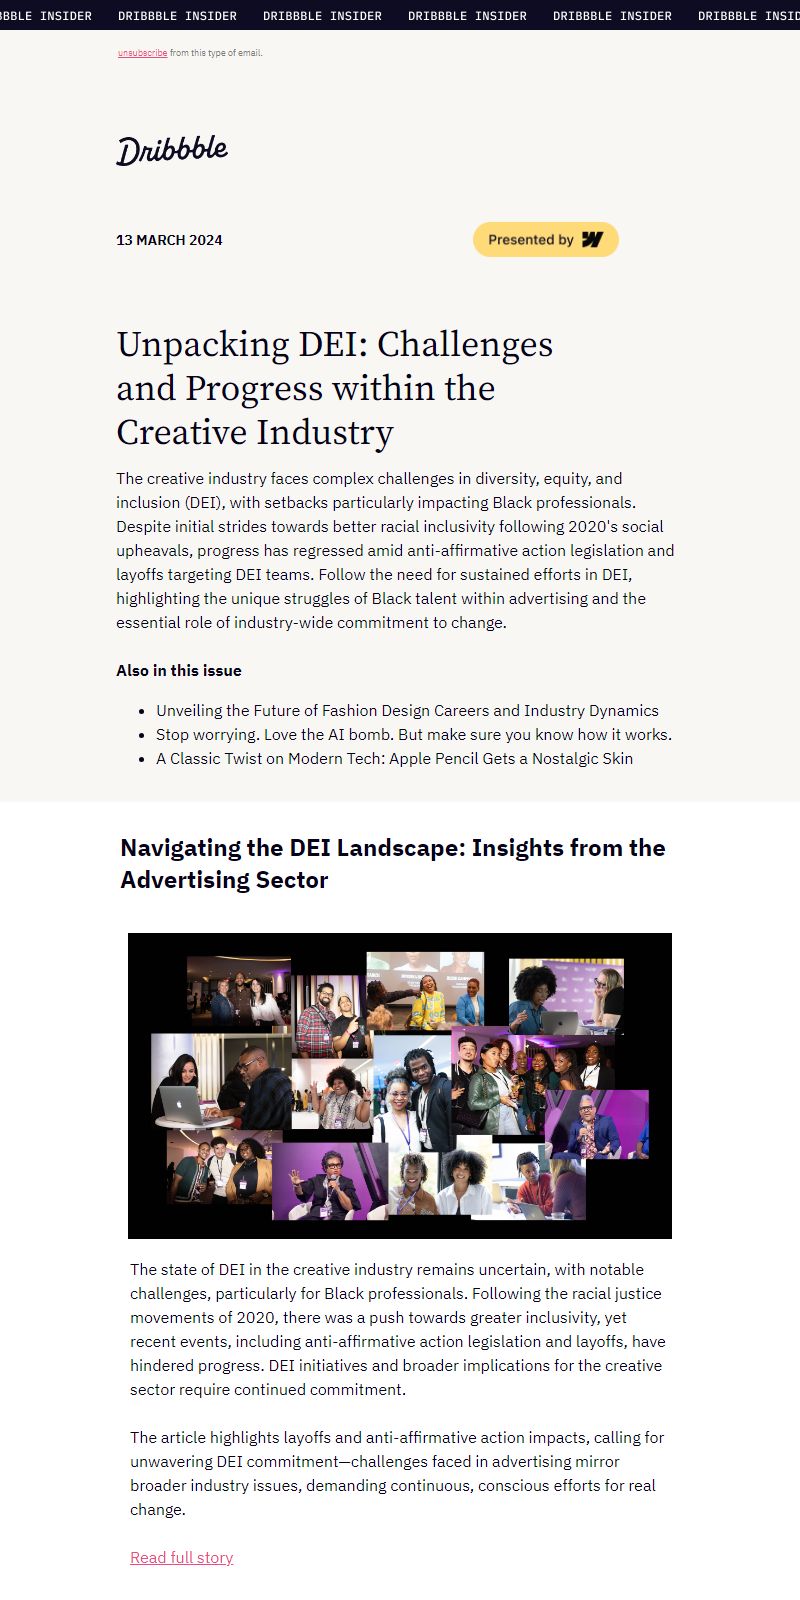 DRIBBBLE INSIDER DRIBBBLE INSIDER DRIBBBLE INSIDER DRIBBBLE INSIDER
unsubscribe from this type of email.
Dribbble
13 MARCH 2024
Presented by
Unpacking DEI: Challenges
and Progress within the
Creative Industry
The creative industry faces complex challenges in diversity, equity, and
inclusion (DEI), with setbacks particularly impacting Black professionals.
Despite initial strides towards better racial inclusivity following 2020's social
upheavals, progress has regressed amid anti-affirmative action legislation and
layoffs targeting DEI teams. Follow the need for sustained efforts in DEI,
highlighting the unique struggles of Black talent within advertising and the
essential role of industry-wide commitment to change.
Also in this issue
• Unveiling the Future of Fashion Design Careers and Industry Dynamics
• Stop worrying. Love the AI bomb. But make sure you know how it works.
• A Classic Twist on Modern Tech: Apple Pencil Gets a Nostalgic Skin
Navigating the DEI Landscape: Insights from the
Advertising Sector
The state of DEI in the creative industry remains uncertain, with notable
challenges, particularly for Black professionals. Following the racial justice
movements of 2020, there was a push towards greater inclusivity, yet
recent events, including anti-affirmative action legislation and layoffs, have
hindered progress. DEI initiatives and broader implications for the creative
sector require continued commitment.
The article highlights layoffs and anti-affirmative action impacts, calling for
unwavering DEI commitment—challenges faced in advertising mirror
broader industry issues, demanding continuous, conscious efforts for real
change.
Read full story